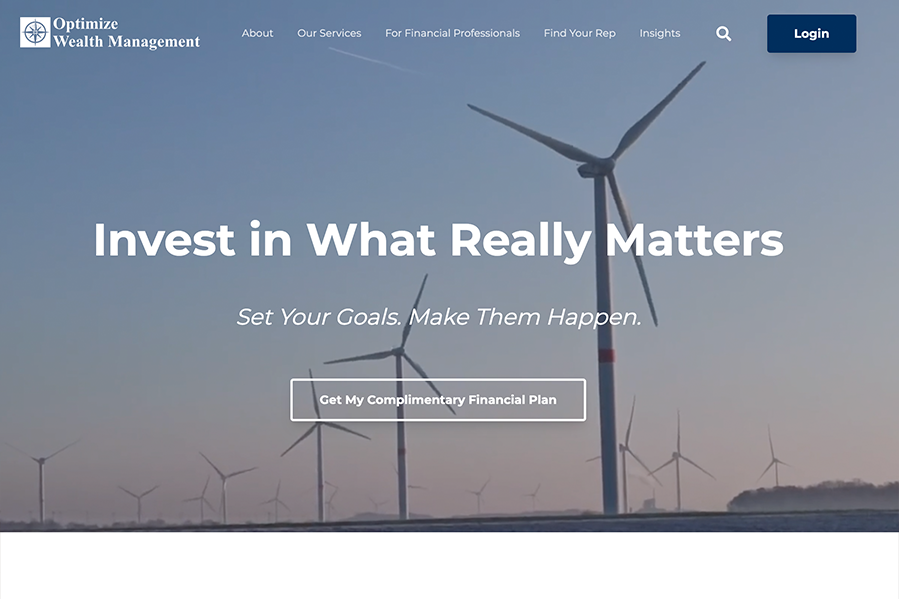 Optimize
Wealth Management
About Our Services For Financial Professionals Find Your Rep Insights Login
Invest in What Really Matters
Set Your Goals. Make Them Happen.
Get My Complimentary Financial Plan